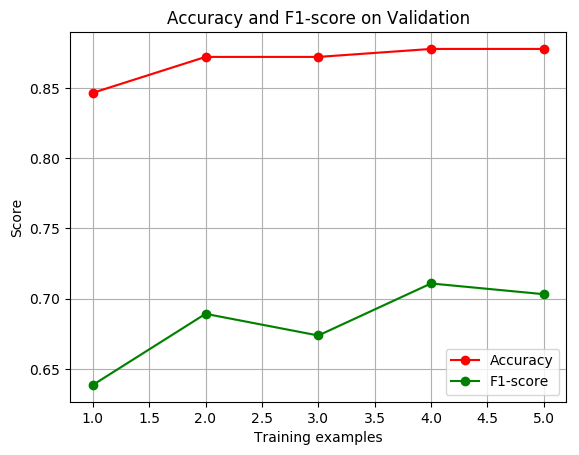 Accuracy and F1-score on Validation
Score
0.85
0.80
0.75
0.70
0.65
1.0 1.5 2.0 2.5 3.0 3.5 4.0 4.5 5.0
Training examples
Accuracy
F1-score